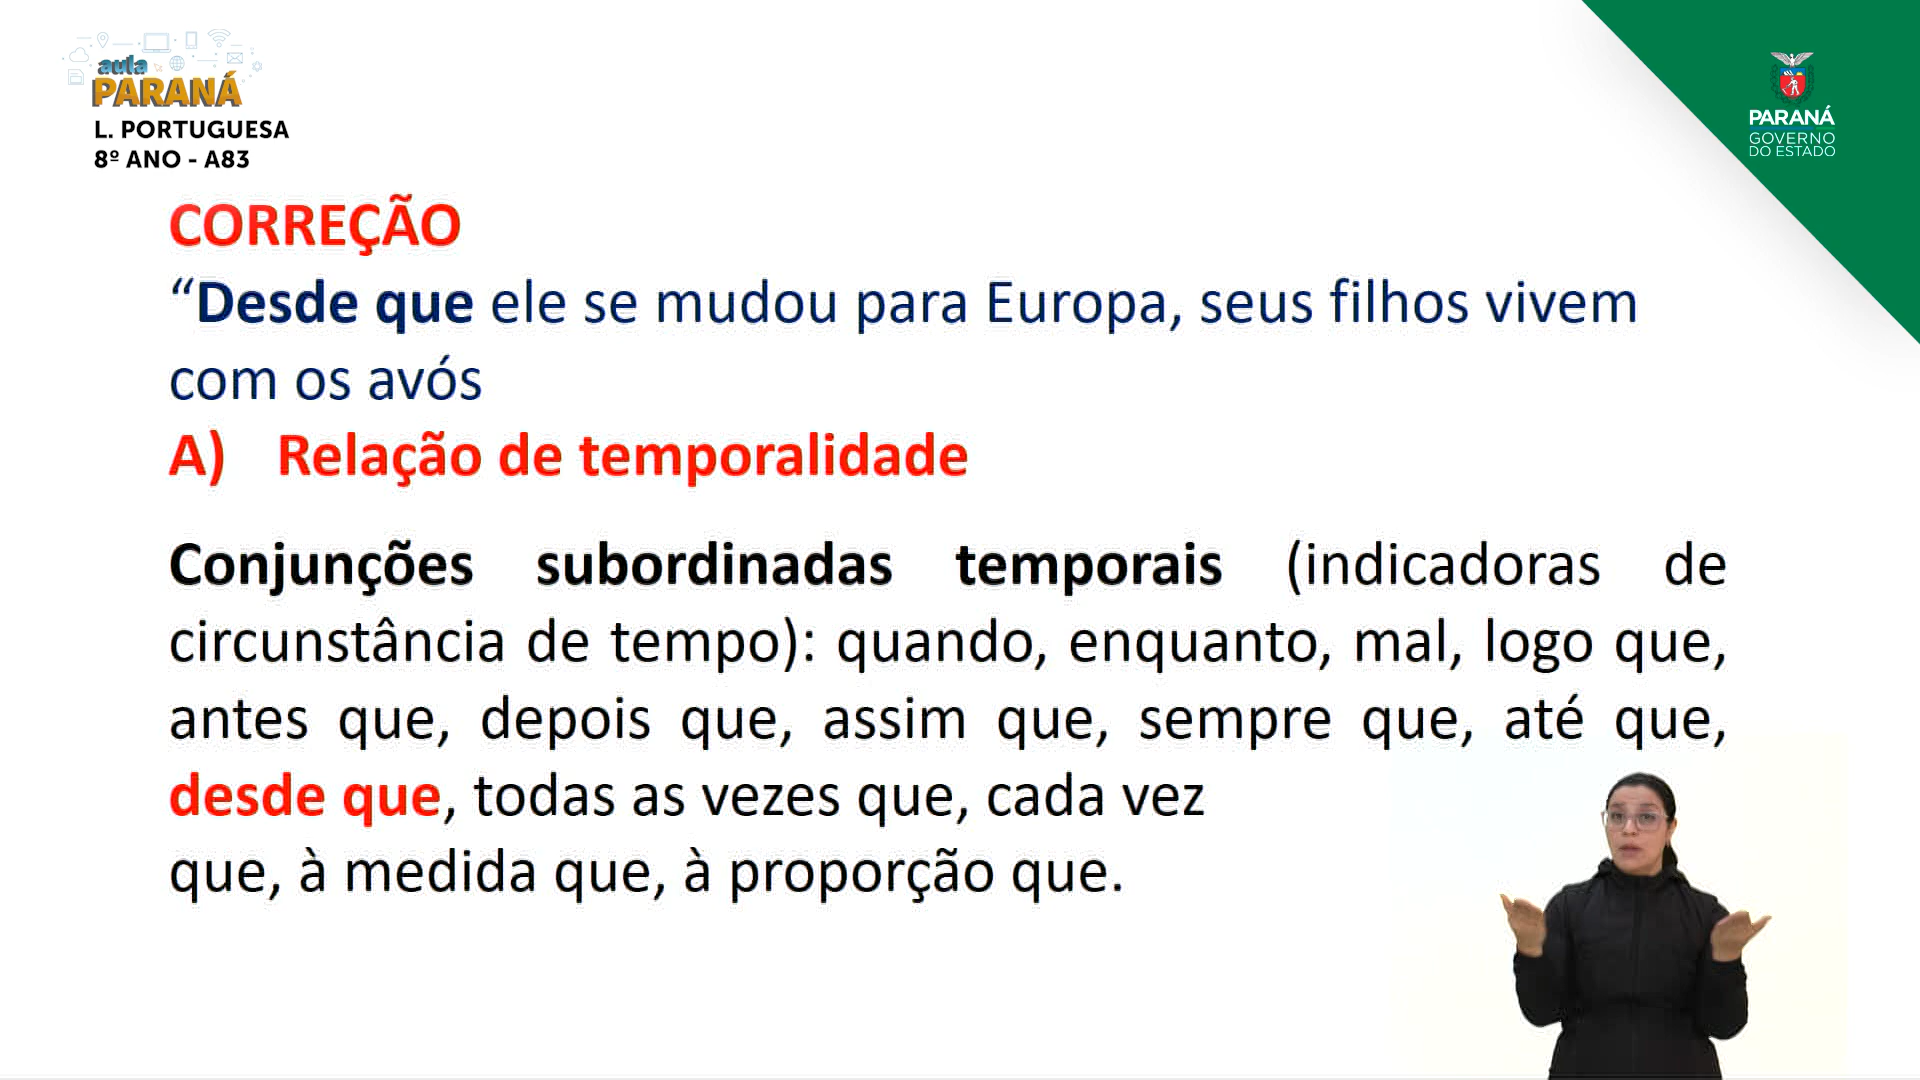 aula
PARANÁ
L. PORTUGUESA
8º ANO - A83
PARANÁ
GOVERNO
DO ESTADO
CORREÇÃO
“Desde que ele se mudou para Europa, seus filhos vivem
com os avós
A) Relação de temporalidade
Conjunções subordinadas temporais (indicadoras de
circunstância de tempo): quando, enquanto, mal, logo que,
antes que, depois que, assim que, sempre que, até que,
desde que, todas as vezes que, cada vez
que, à medida que, à proporção que.